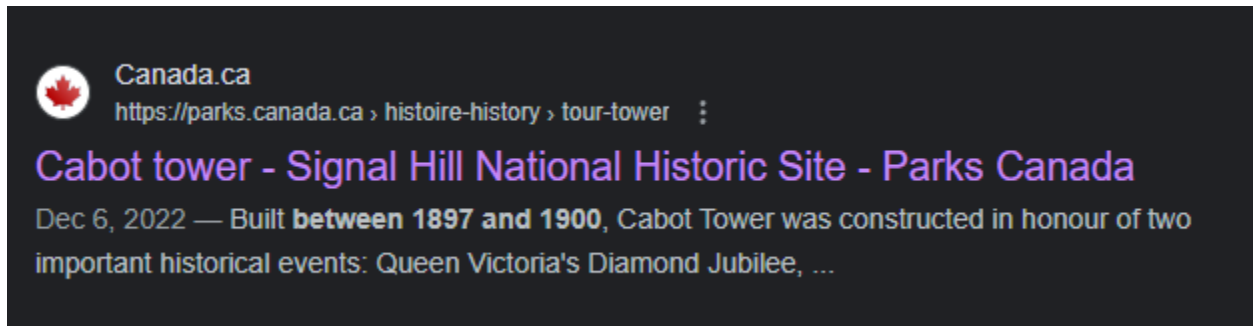 Canada.ca
https://parks.canada.ca › histoire-history › tour-tower
Cabot tower - Signal Hill National Historic Site - Parks Canada
Dec 6, 2022 — Built between 1897 and 1900, Cabot Tower was constructed in honour of two
important historical events: Queen Victoria's Diamond Jubilee, ...